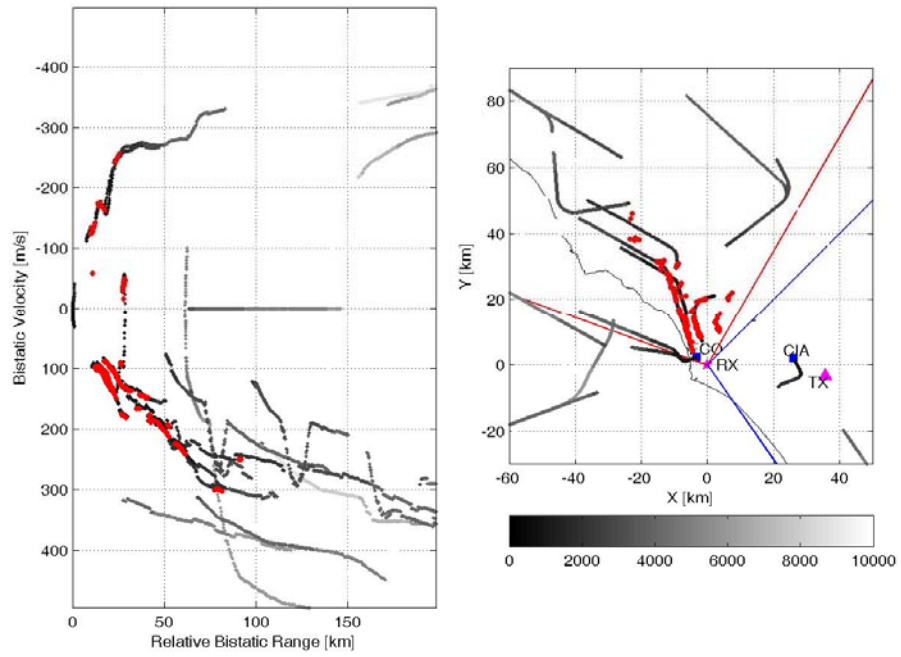 -400
-300
-200
-100
0
100
200
300
400
Bistatic Velocity [m/s]
0 50 100 150
Relative Bistatic Range [km]
80
60
40
20
0
-20
Y [km]
CO
RX
CIA
TX
-60 -40 -20 0 20 40
X [km]
0 2000 4000 6000 8000 10000